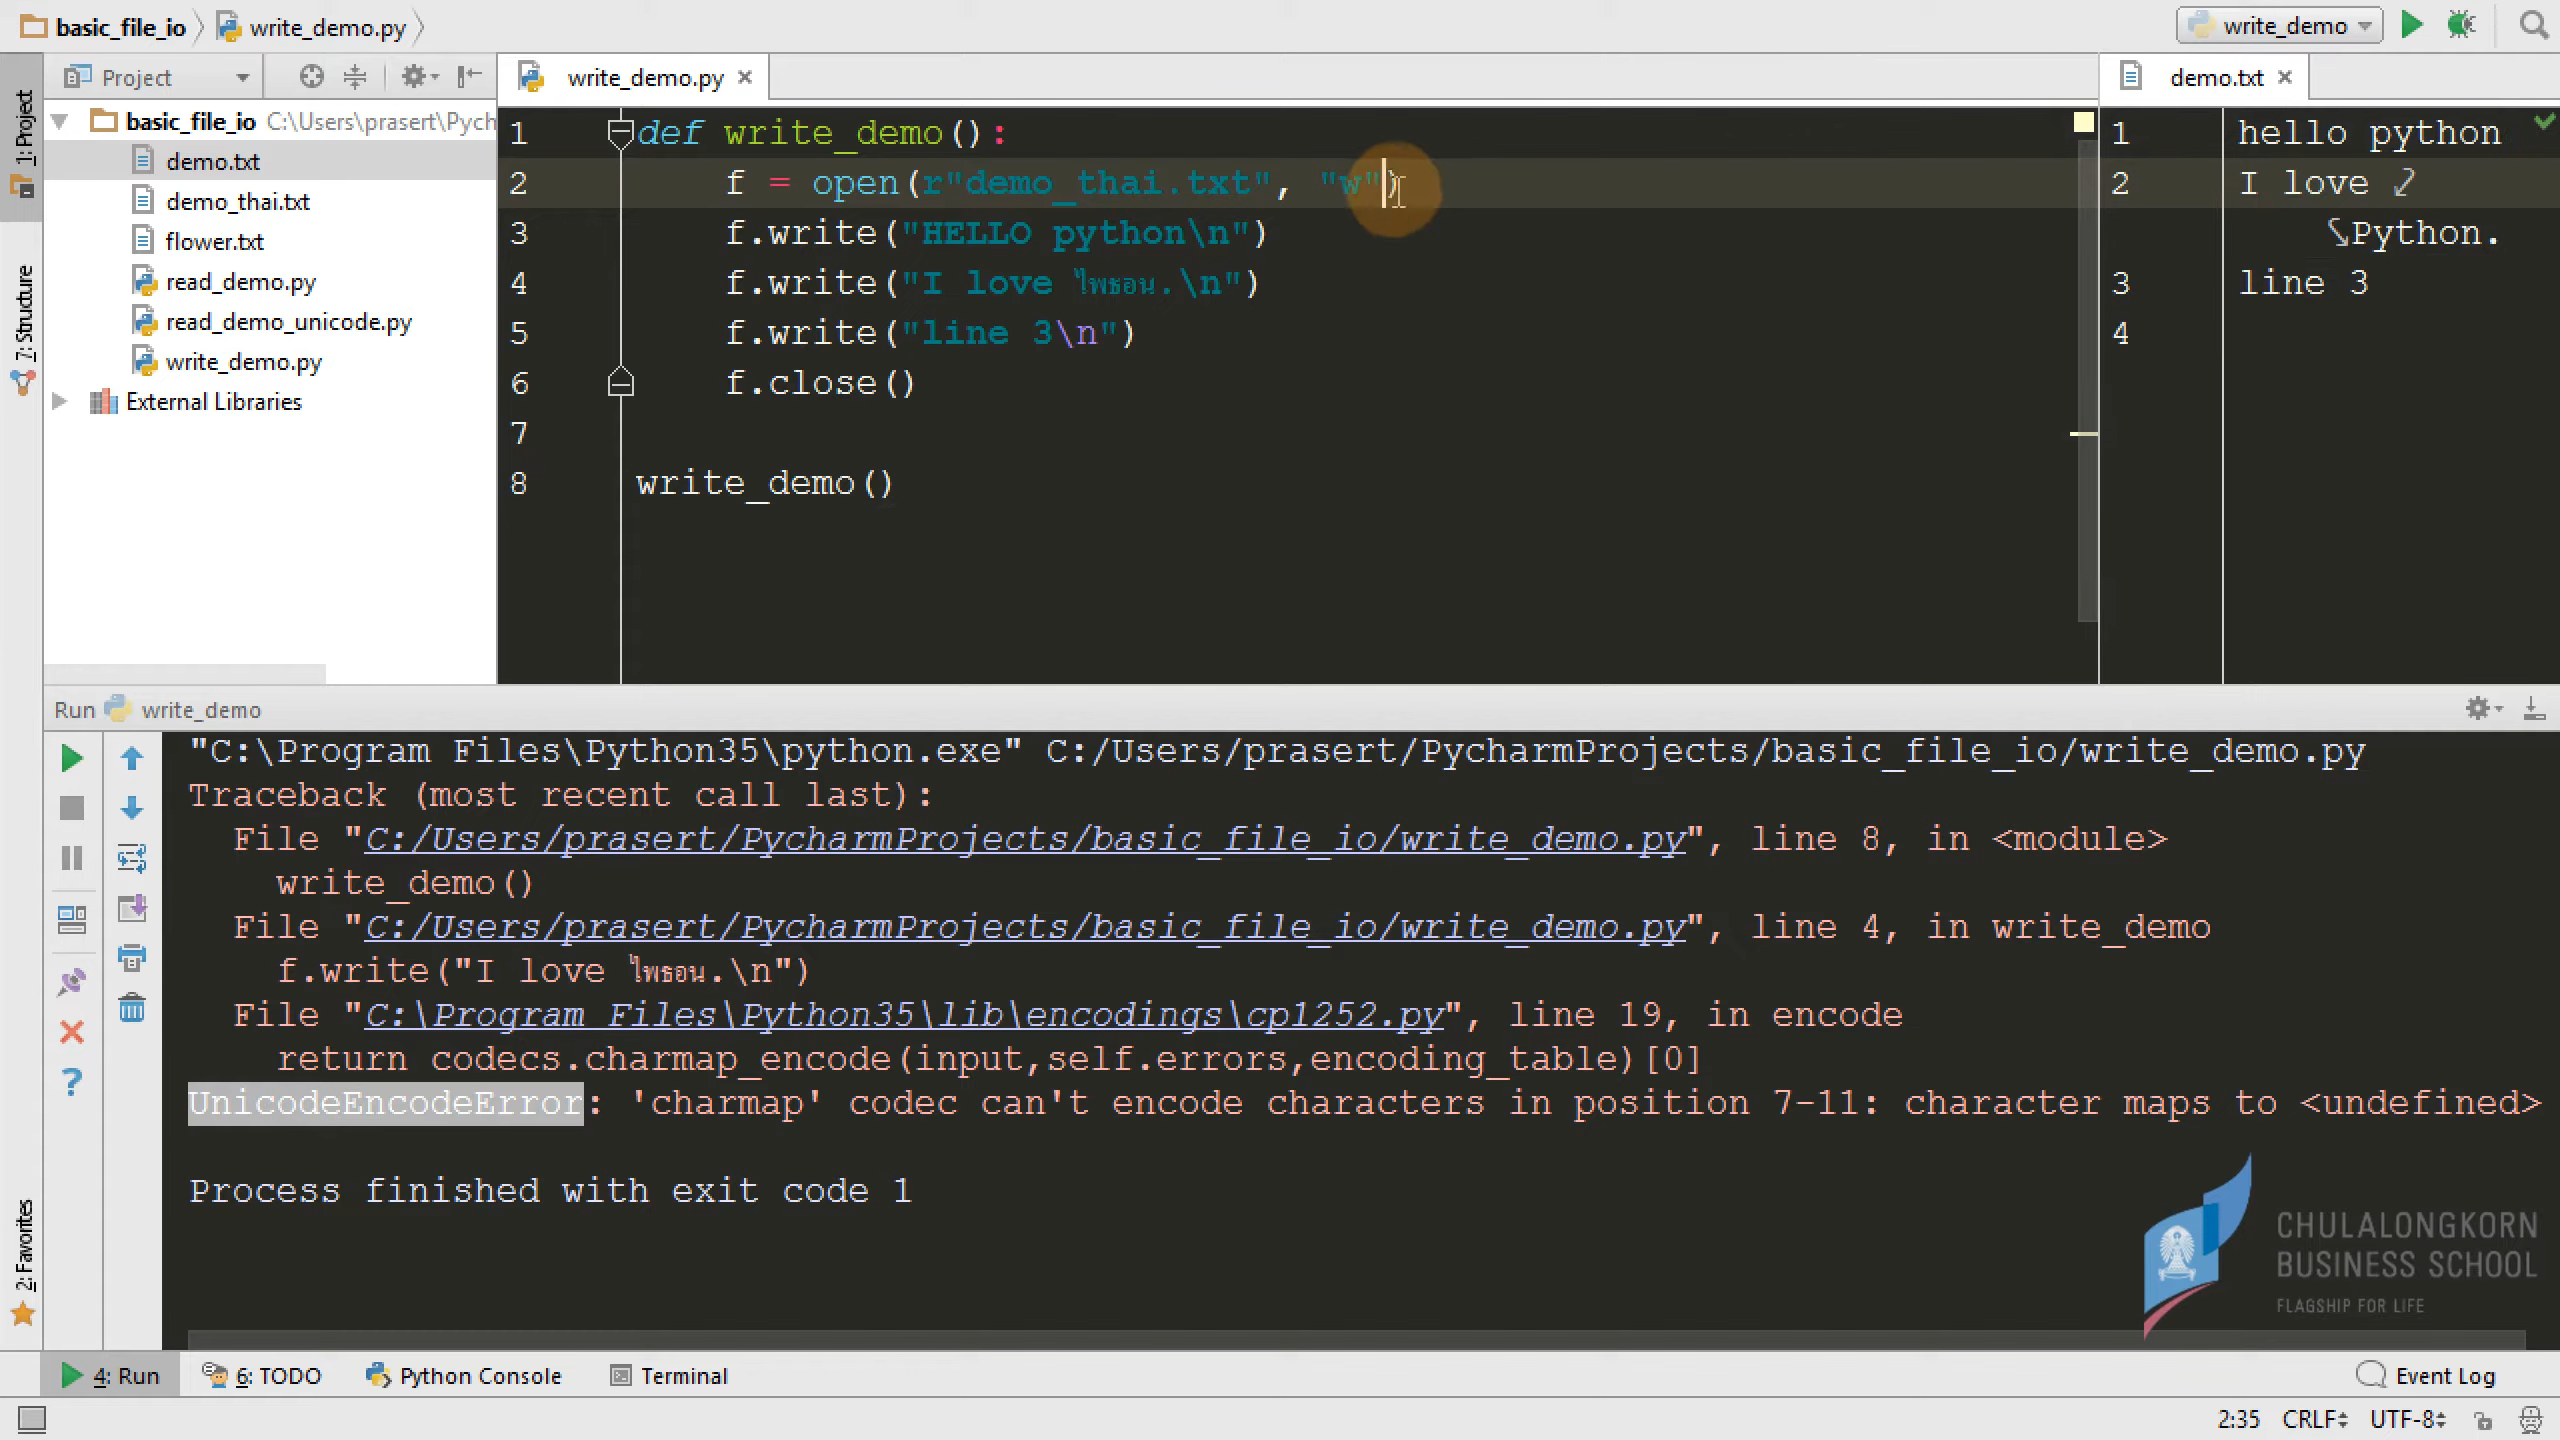 basic_file_io write_demo.py write_demo
1: Project
7: Structure
2: Favorites
Project
basic_file_io C:\Users\prasert\Pych
demo.txt
demo_thai.txt
flower.txt
read_demo.py
read_demo_unicode.py
write_demo.py
External Libraries
write_demo.py
1 def write_demo():
2 f = open(r"demo_thai.txt", "w")
3 f.write("HELLO python\n")
4 f.write("I love ไพธอน.\n")
5 f.write("line 3\n")
6 f.close()
7
8 write_demo()
demo.txt
1 hello python
2 I love
Python.
3 line 3
4
Run write_demo
"C:\Program Files\Python35\python.exe" C:/Users/prasert/PycharmProjects/basic_file_io/write_demo.py
Traceback (most recent call last):
File "C:/Users/prasert/PycharmProjects/basic_file_io/write_demo.py", line 8, in <module>
write_demo()
File "C:/Users/prasert/PycharmProjects/basic_file_io/write_demo.py", line 4, in write_demo
f.write("I love ไพธอน.\n")
File "C:\Program Files\Python35\lib\encodings\cp1252.py", line 19, in encode
return codecs.charmap_encode(input,self.errors,encoding_table)[0]
UnicodeEncodeError: 'charmap' codec can't encode characters in position 7-11: character maps to <undefined>
Process finished with exit code 1
CHULALONGKORN
BUSINESS SCHOOL
FLAGSHIP FOR LIFE
4: Run 6: TODO Python Console Terminal Event Log
2:35 CRLF UTF-8